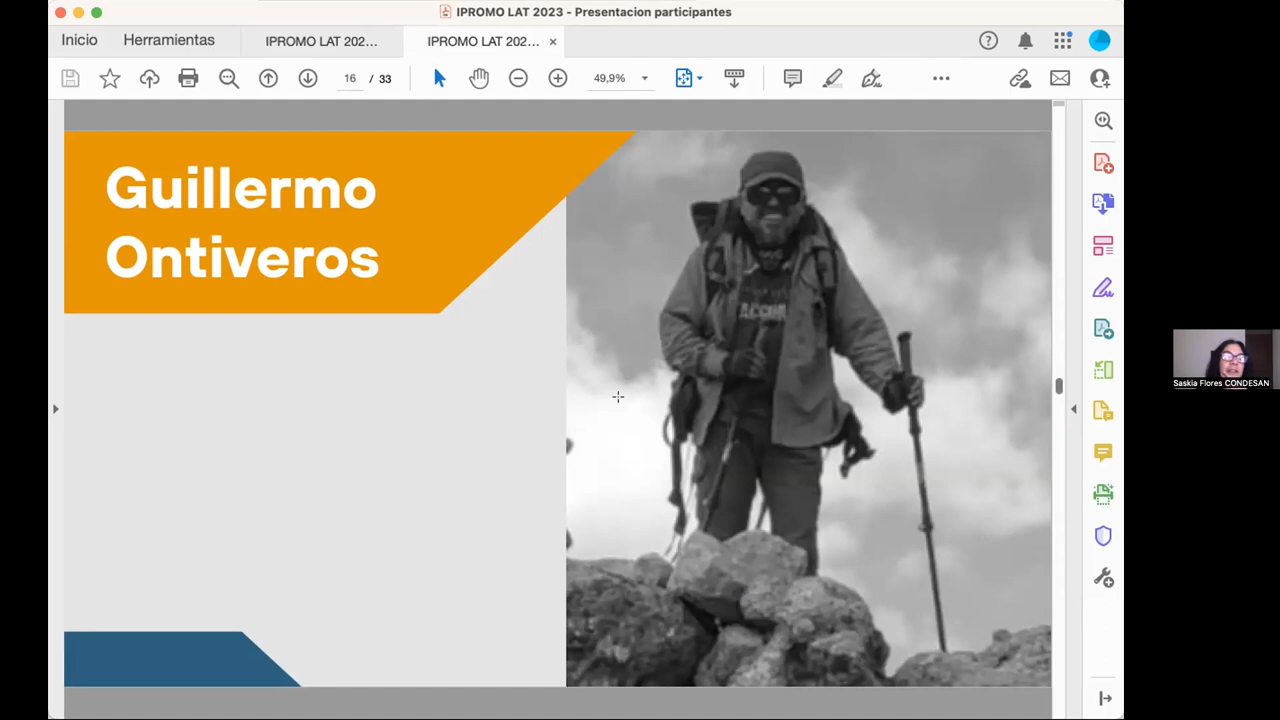 IPROMO LAT 2023 - Presentacion participantes
Inicio
Herramientas
IPROMO LAT 202...
IPROMO LAT 202...
16 / 33
49,9%
Guillermo
Ontiveros
Saskia Flores CONDESAN